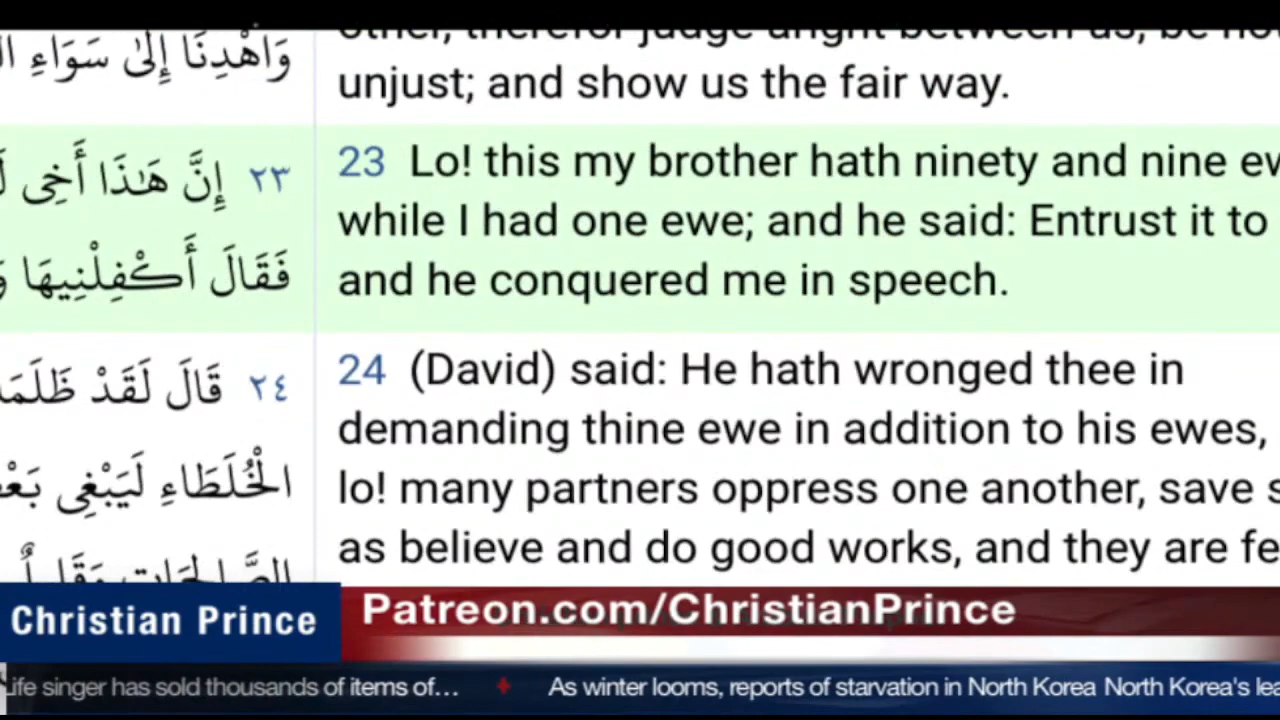 وَاهْدِنَا إِلَىٰ سَوَاءِ
unjust; and show us the fair way.
٢٣ إِنَّ هَٰذَا أَخِي
فَقَالَ أَكْفِلْنِيهَا
23 Lo! this my brother hath ninety and nine
while I had one ewe; and he said: Entrust it to
and he conquered me in speech.
٢٤ قَالَ لَقَدْ
الْخُلَطَاءِ لَيَبْغِي
24 (David) said: He hath wronged thee in
demanding thine ewe in addition to his ewes,
lo! many partners oppress one another, save
as believe and do good works, and they are
Christian Prince
Patreon.com/ChristianPrince
singer has sold thousands of items of… ♦ As winter looms, reports of starvation in North Korea North Korea's